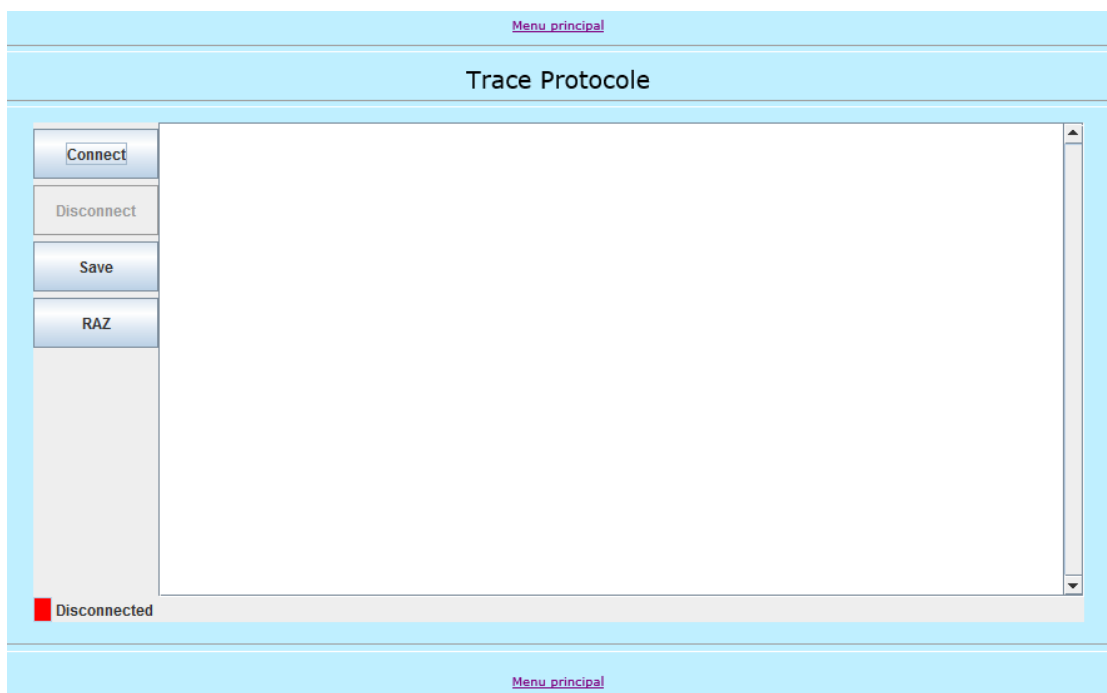 Menu principal
Trace Protocole
Connect
Disconnect
Save
RAZ
Disconnected
Menu principal